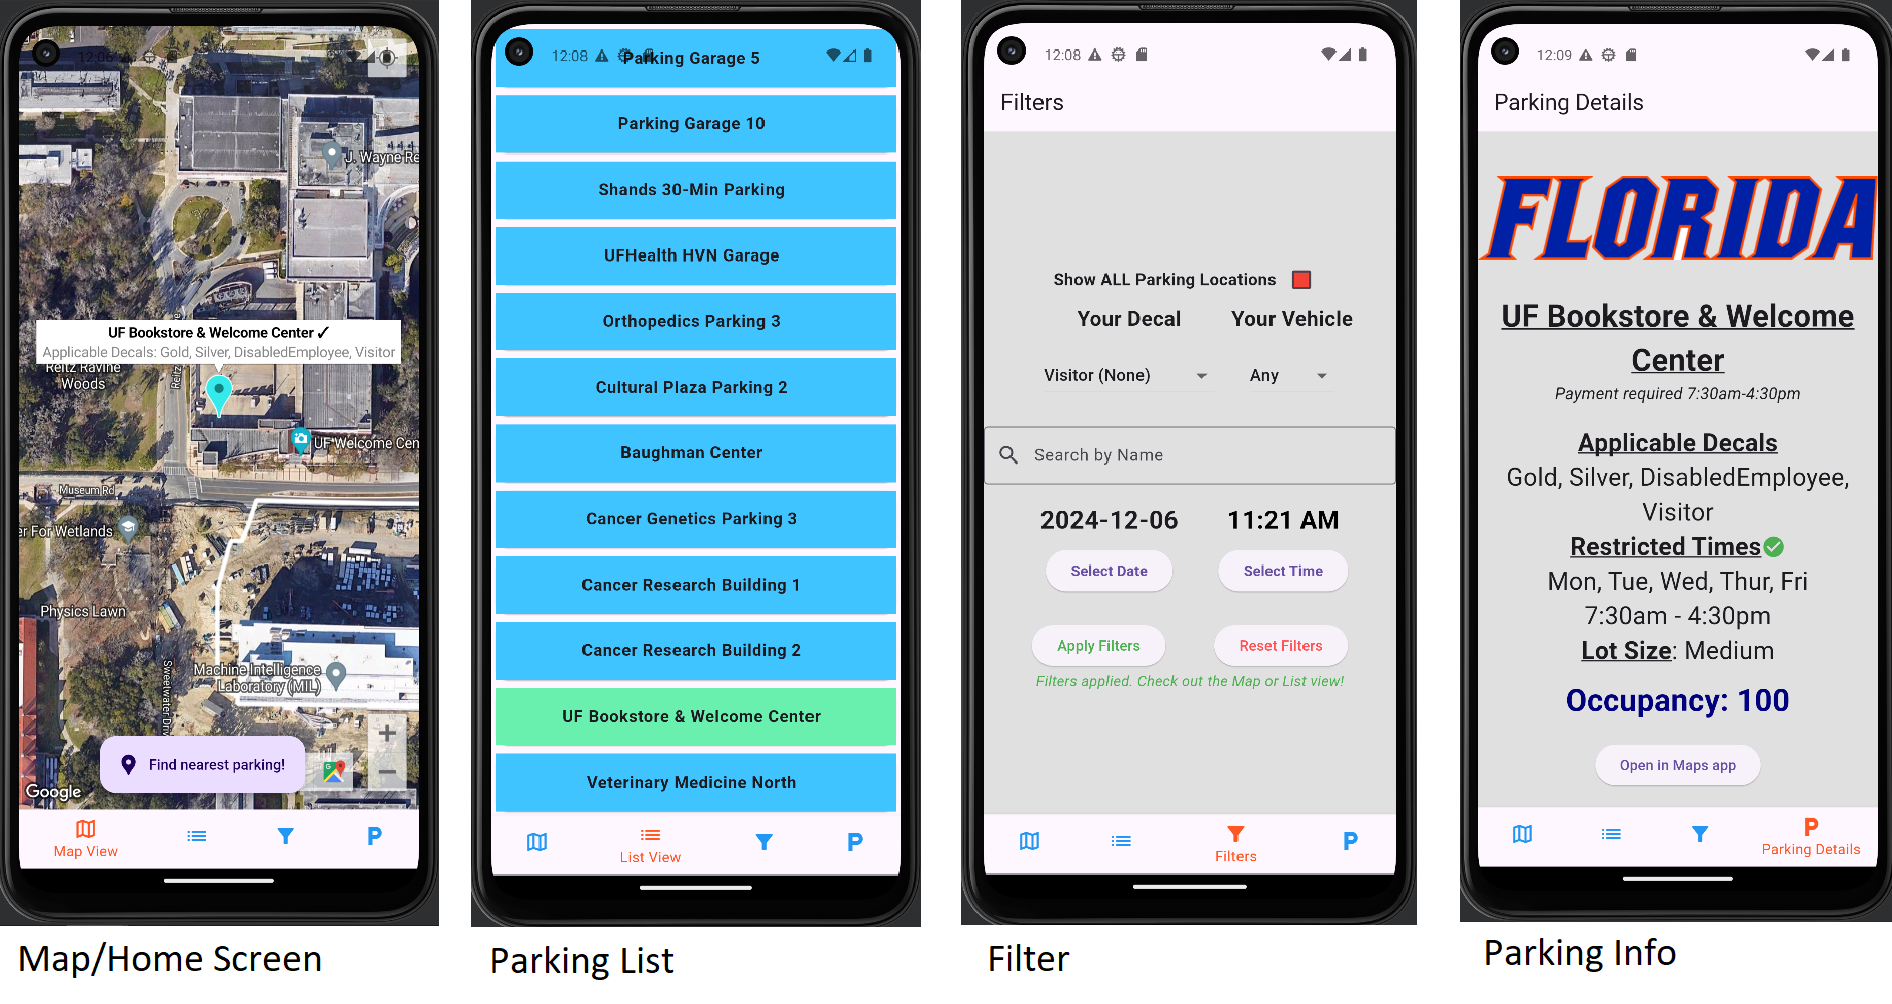 12:06
J. Wayne Re
UF Bookstore & Welcome Center ✓
Applicable Decals: Gold, Silver, DisabledEmployee, Visitor
Reitz Ravine
Woods
Reitz
UF Welcome Cen
Museum Rd
er For Wetlands
Physics Lawn
Machine Intelligence
Laboratory (MIL)
Sweetwater Driv
Find nearest parking!
Google
Map View
P
Map/Home Screen
12:08
Parking Garage 5
Parking Garage 10
Shands 30-Min Parking
UFHealth HVN Garage
Orthopedics Parking 3
Cultural Plaza Parking 2
Baughman Center
Cancer Genetics Parking 3
Cancer Research Building 1
Cancer Research Building 2
UF Bookstore & Welcome Center
Veterinary Medicine North
List View
P
Parking List
12:08
Filters
Show ALL Parking Locations
Your Decal Your Vehicle
Visitor (None) Any
Search by Name
2024-12-06 11:21 AM
Select Date Select Time
Apply Filters Reset Filters
Filters applied. Check out the Map or List view!
Filters
P
Filter
12:09
Parking Details
FLORIDA
UF Bookstore & Welcome
Center
Payment required 7:30am-4:30pm
Applicable Decals
Gold, Silver, DisabledEmployee,
Visitor
Restricted Times
Mon, Tue, Wed, Thur, Fri
7:30am - 4:30pm
Lot Size: Medium
Occupancy: 100
Open in Maps app
P
Parking Details
Parking Info